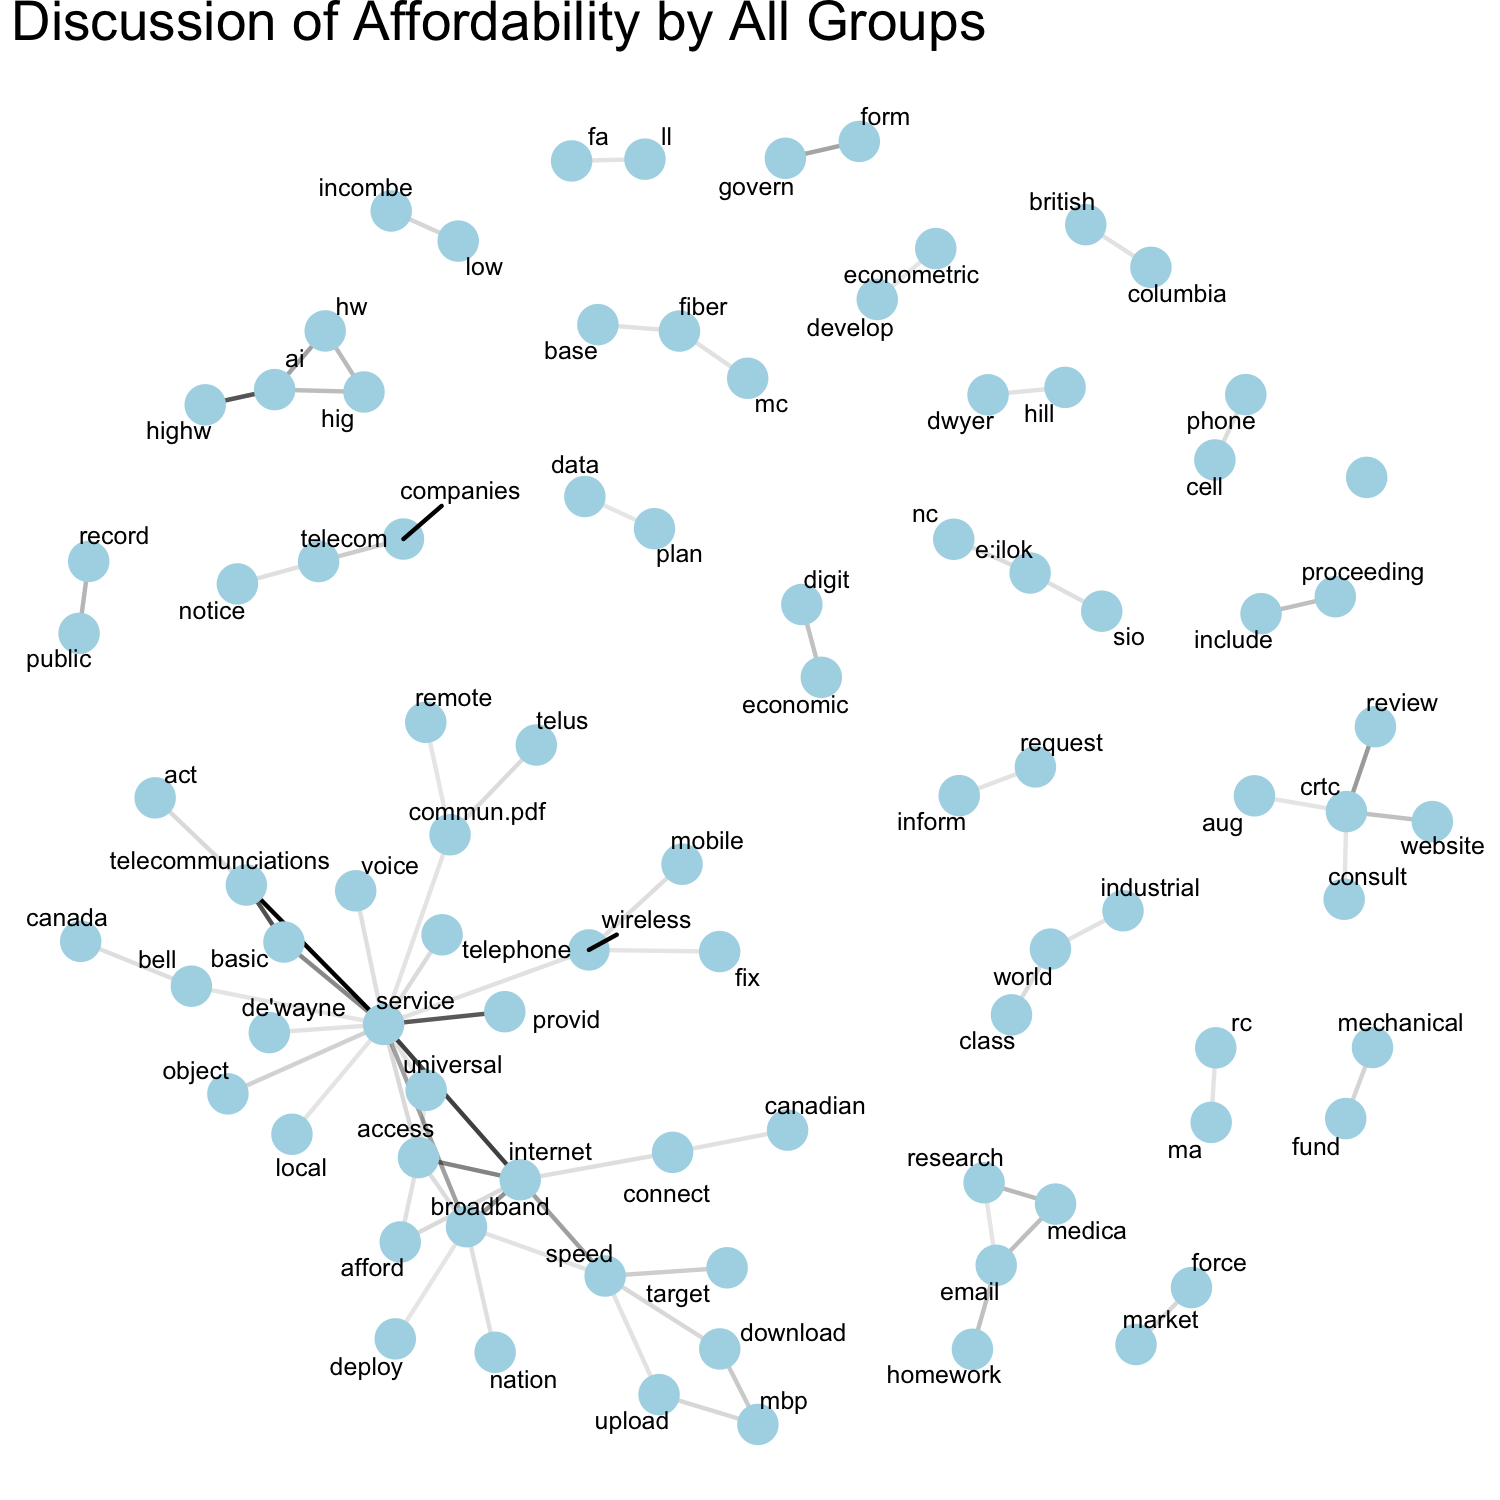 Discussion of Affordability by All Groups
form
fa
ll
govern
incombe
british
low
econometric
columbia
hw
fiber
develop
base
ai
mc
hig
dwyer
hill
phone
highw
data
companies
cell
nc
record
telecom
plan
e:ilok
proceeding
digit
notice
sio
include
public
remote
economic
review
telus
request
act
crtc
commun.pdf
inform
aug
mobile
website
telecommunciations
voice
consult
industrial
canada
wireless
bell
basic
telephone
fix
world
service
de'wayne
provid
rc
mechanical
class
universal
object
canadian
access
internet
ma
fund
local
research
connect
broadband
medica
speed
afford
force
target
email
market
download
deploy
nation
homework
mbp
upload